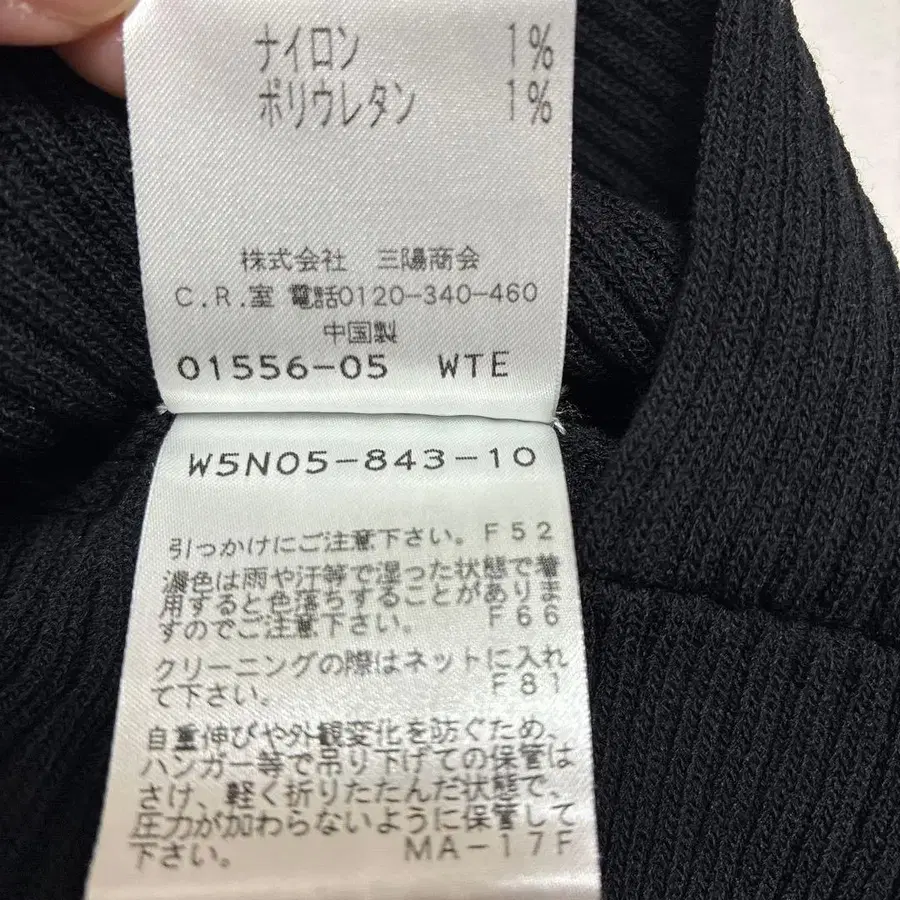 ナイロン 1%
ポリウレタン 1%
株式会社 三陽商会
C.R.室 電話0120-340-460
中国製
01556-05 WTE
W5N05-843-10
引っかけにご注意下さい。F52
濃色は雨や汗等で湿った状態で着
用すると色落ちすることがありま
すのでご注意下さい。 F66
クリーニングの際はネットに入れ
て下さい。 F81
自重伸びや外観変化を防ぐため、
ハンガー等で吊り下げての保管は
さけ、軽く折りたたんだ状態で、
圧力が加わらないように保管して
下さい。 MA-17F